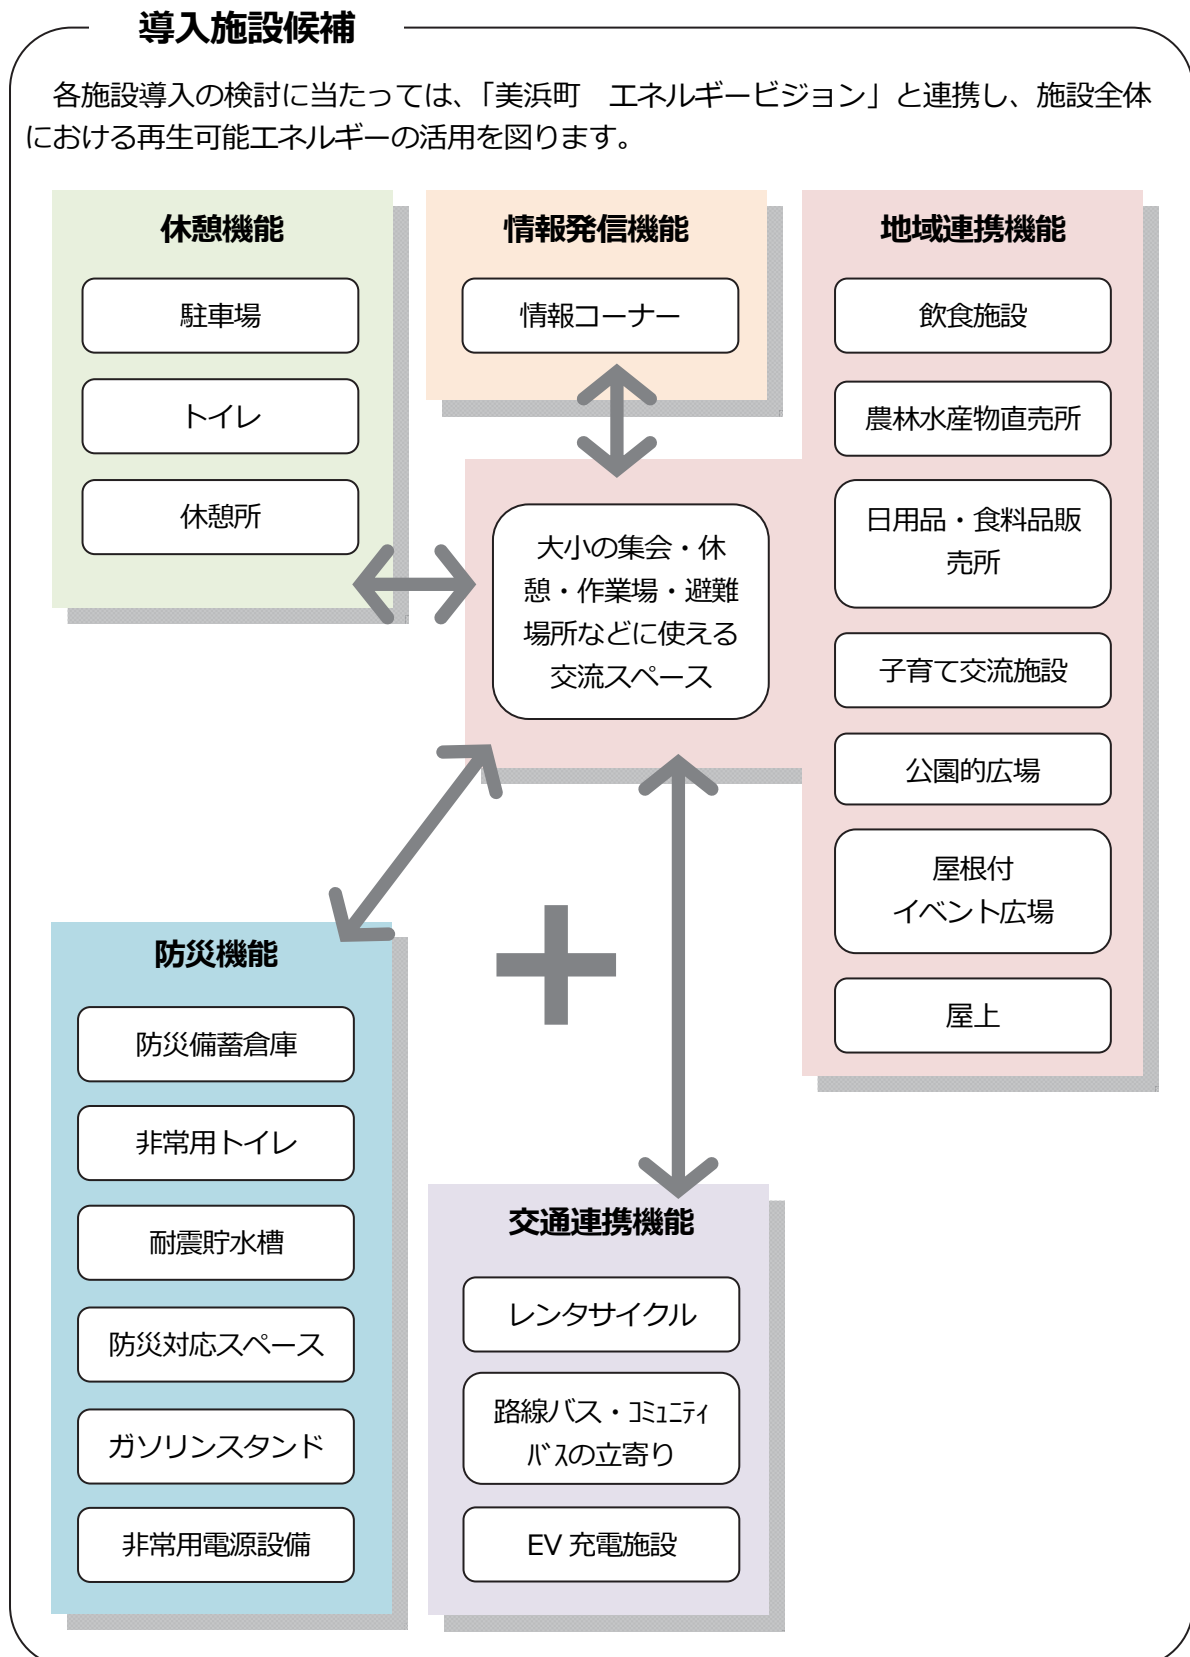 導入施設候補
各施設導入の検討に当たっては、「美浜町　エネルギービジョン」と連携し、施設全体
における再生可能エネルギーの活用を図ります。
休憩機能
駐車場
トイレ
休憩所
情報発信機能
情報コーナー
地域連携機能
飲食施設
農林水産物直売所
日用品・食料品販
売所
子育て交流施設
公園的広場
屋根付
イベント広場
屋上
大小の集会・休
憩・作業場・避難
場所などに使える
交流スペース
防災機能
防災備蓄倉庫
非常用トイレ
耐震貯水槽
防災対応スペース
ガソリンスタンド
非常用電源設備
交通連携機能
レンタサイクル
路線バス・ｺﾐｭﾆﾃｨ
ﾊﾞｽの立寄り
EV 充電施設